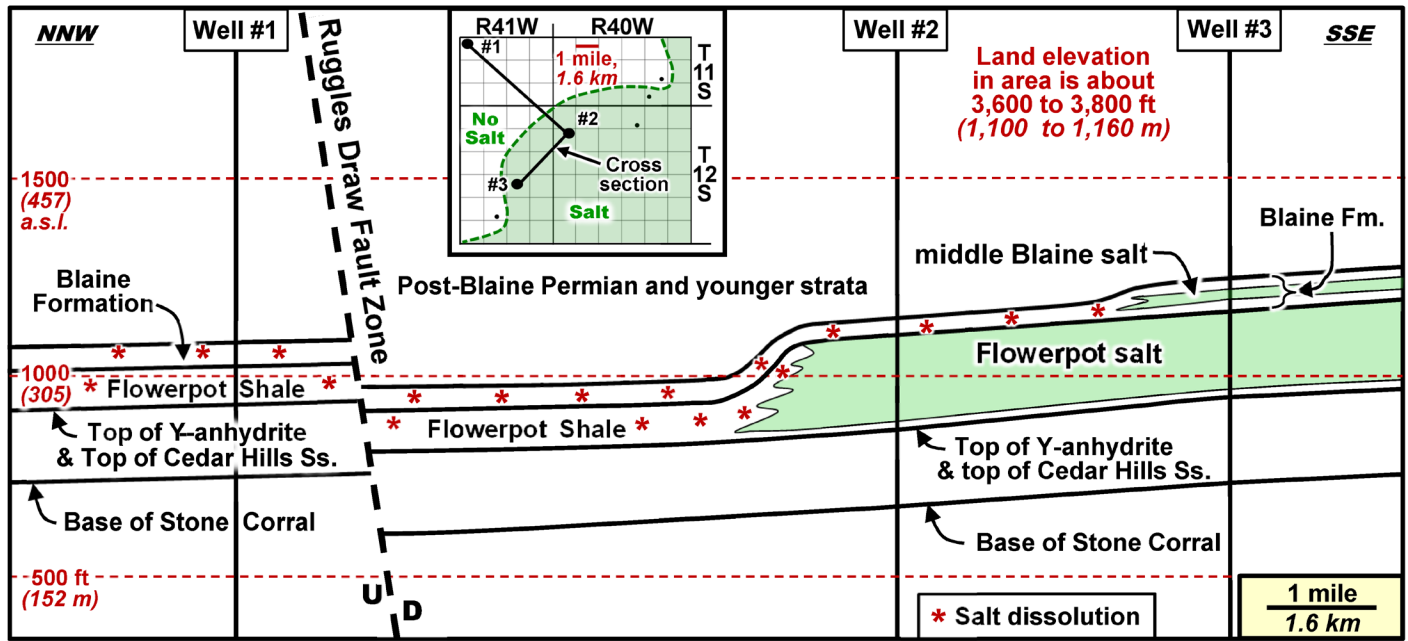 NNW
Well #1
Ruggles Draw Fault Zone
R41W
R40W
#1
1 mile,
1.6 km
T
11
S
No
Salt
#2
Cross
section
#3
Salt
T
12
S
Well #2
Well #3
SSE
Land elevation
in area is about
3,600 to 3,800 ft
(1,100 to 1,160 m)
1500
(457)
a.s.l.
Blaine
Formation
Post-Blaine Permian and younger strata
middle Blaine salt
Blaine Fm.
1000
(305)
* Flowerpot Shale *
Flowerpot Shale *
Flowerpot salt
Top of Y-anhydrite
& Top of Cedar Hills Ss.
Top of Y-anhydrite
& top of Cedar Hills Ss.
Base of Stone Corral
Base of Stone Corral
500 ft
(152 m)
U
D
* Salt dissolution
1 mile
1.6 km